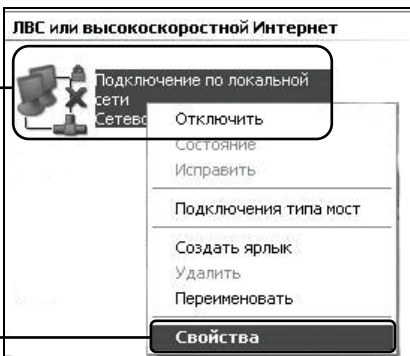 ЛВС или высокоскоростной Интернет
Подключение по локальной
сети
Сетево
Отключить
Состояние
Исправить
Подключения типа мост
Создать ярлык
Удалить
Переименовать
Свойства